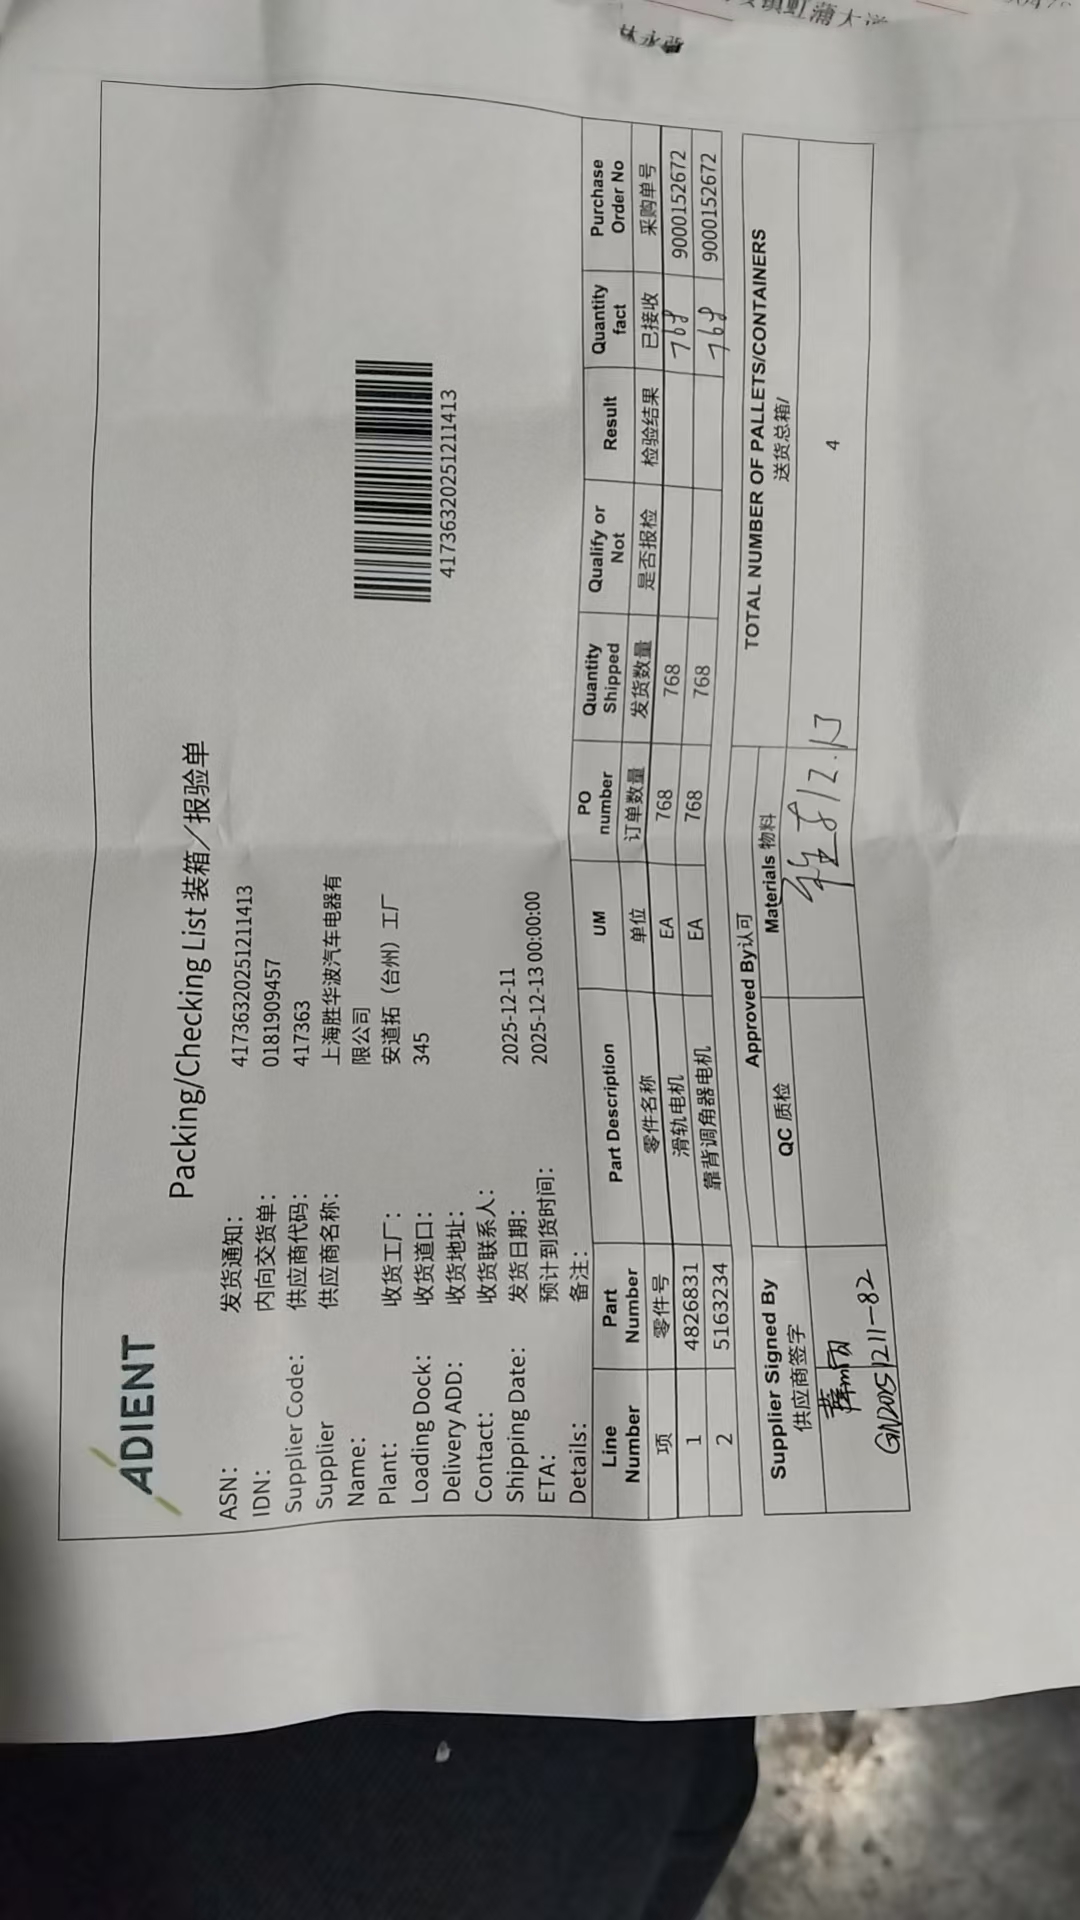 ADIENT
Packing/Checking List 装箱／报验单
ASN: 发货通知: 41736320251211413
IDN: 内向交货单: 0181909457
Supplier Code: 供应商代码: 417363
Supplier 供应商名称: 上海胜华波汽车电器有
Name: 限公司
Plant: 收货工厂: 安道拓（台州）工厂
Loading Dock: 收货道口: 345
Delivery ADD: 收货地址:
Contact: 收货联系人:
Shipping Date: 发货日期: 2025-12-11
ETA: 预计到货时间: 2025-12-13 00:00:00
Details: 备注:
41736320251211413
Line Number Part Number Part Description UM PO number Quantity Shipped Qualify or Not Result Quantity fact Purchase Order No
项 零件号 零件名称 单位 订单数量 发货数量 是否报检 检验结果 已接收 采购单号
1 4826831 滑轨电机 EA 768 768 768 9000152672
2 5163234 靠背调角器电机 EA 768 768 768 9000152672
Supplier Signed By Approved By认可 TOTAL NUMBER OF PALLETS/CONTAINERS
供应商签字 QC 质检 Materials 物料 送货总箱/
12.13 4
1211-82